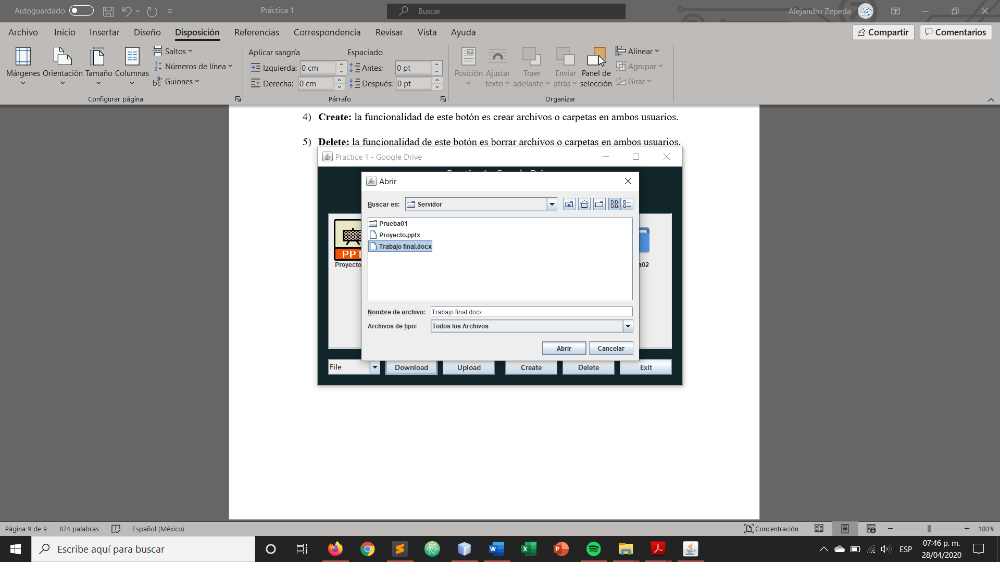 Autoguardado
Práctica 1
Buscar
Alejandro Zepeda
Archivo Inicio Insertar Diseño Disposición Referencias Correspondencia Revisar Vista Ayuda
Compartir Comentarios
Márgenes
Orientación
Tamaño
Columnas
Saltos
Números de línea
Guiones
Configurar página
Aplicar sangría
Izquierda: 0 cm
Derecha: 0 cm
Espaciado
Antes: 0 pt
Después: 0 pt
Párrafo
Posición
Ajustar
texto
Traer
adelante
Enviar
atrás
Panel de
selección
Alinear
Agrupar
Girar
Organizar
4) Create: la funcionalidad de este botón es crear archivos o carpetas en ambos usuarios.
5) Delete: la funcionalidad de este botón es borrar archivos o carpetas en ambos usuarios.
Practice 1 - Google Drive
Abrir
Buscar en: Servidor
Prueba01
Proyecto.pptx
Trabajo final.docx
Nombre de archivo: Trabajo final.docx
Archivos de tipo: Todos los Archivos
Abrir Cancelar
PPT
Proyecto
a02
File Download Upload Create Delete Exit
Página 9 de 9 874 palabras Español (México)
Concentración 100%
Escribe aquí para buscar
ESP
07:46 p. m.
28/04/2020